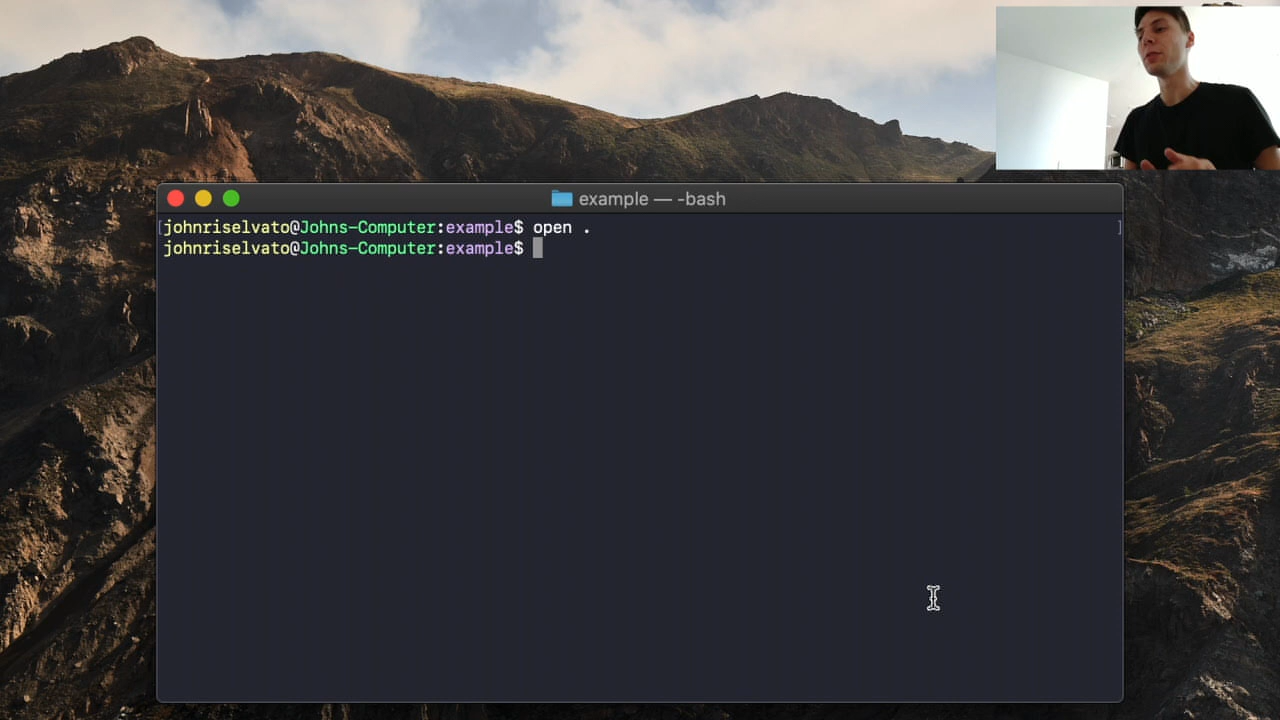 example — -bash
[johnriselvato@Johns-Computer:example$ open . ]
johnriselvato@Johns-Computer:example$